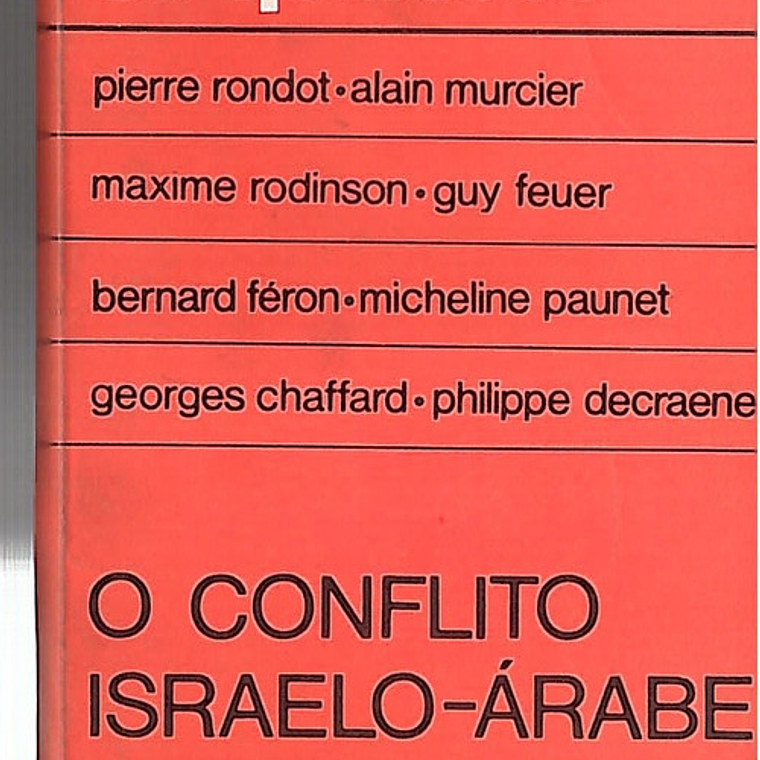 pierre rondot•alain murcier
maxime rodinson•guy feuer
bernard féron•micheline paunet
georges chaffard•philippe decraene
O CONFLITO
ISRAELO-ÁRABE